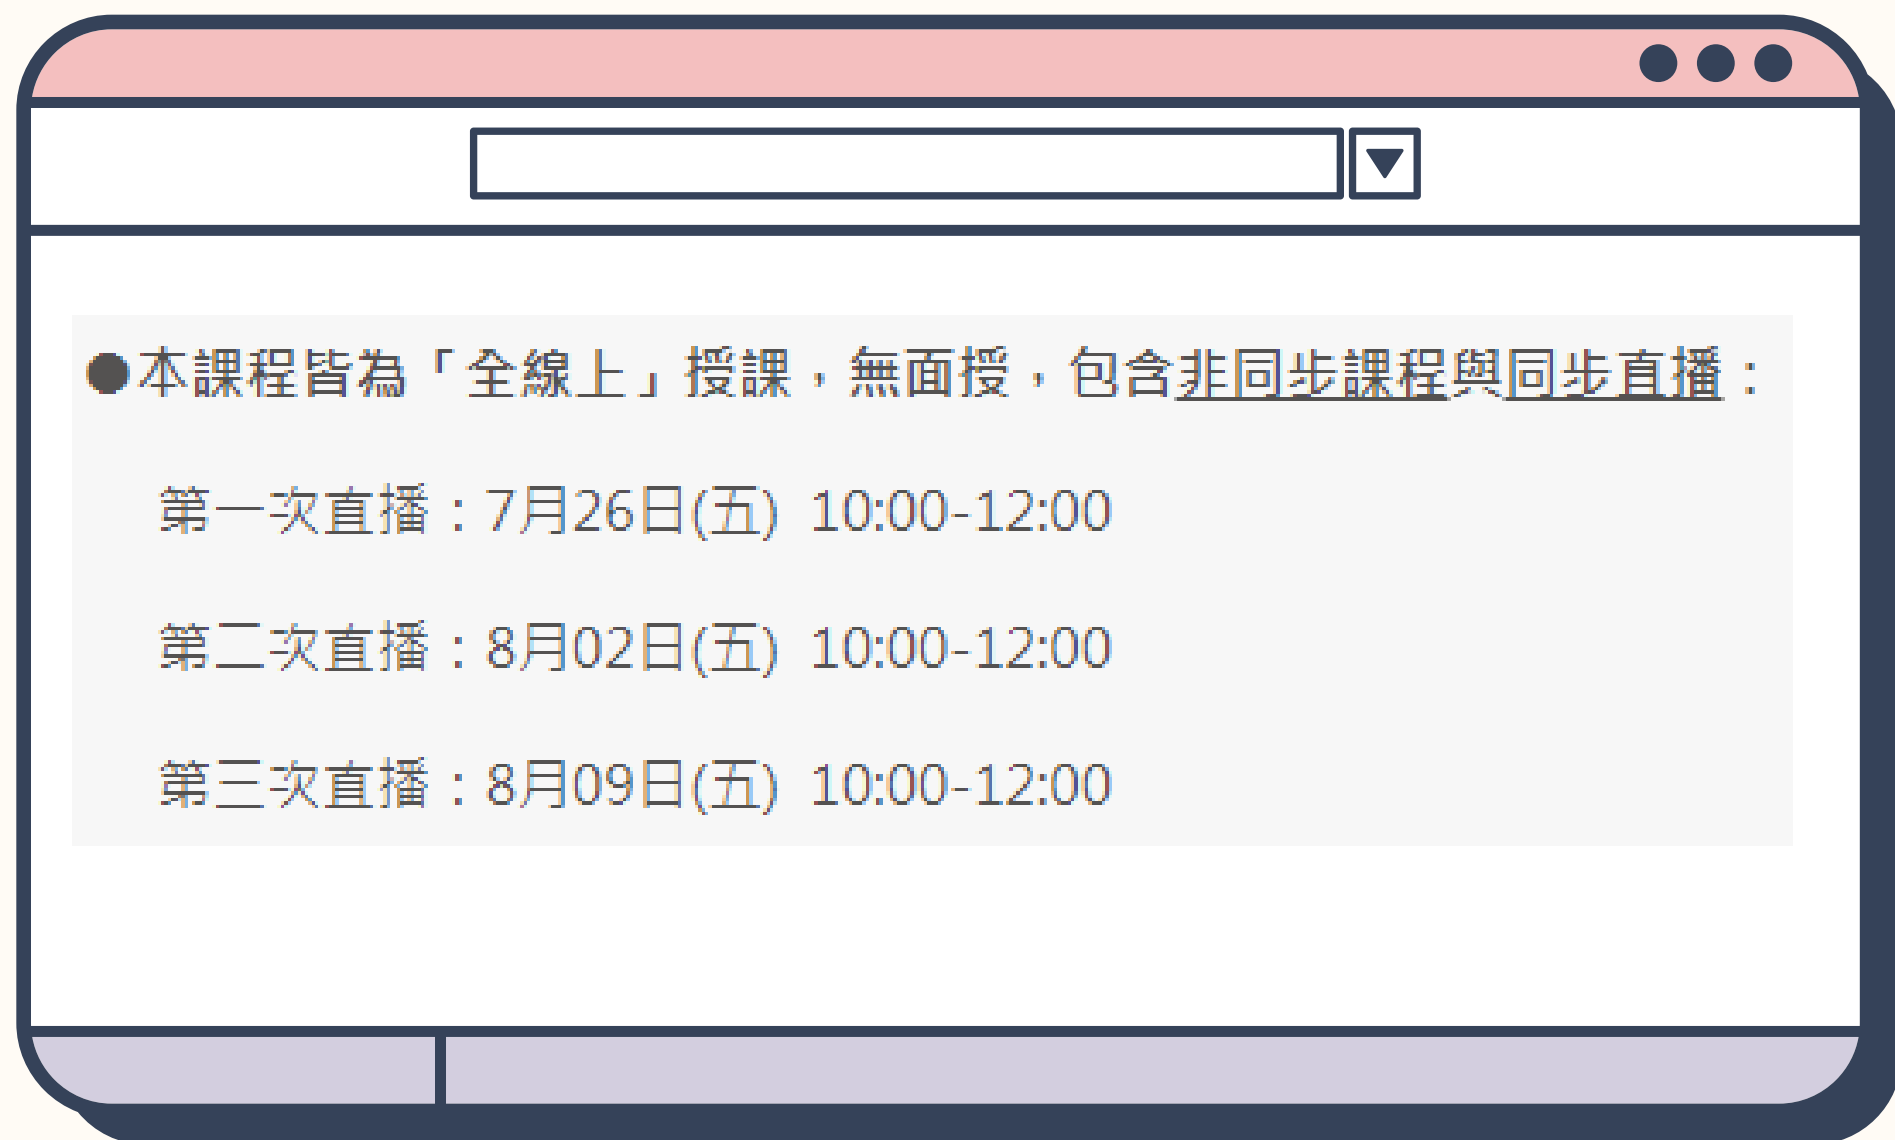 ●本課程皆為「全線上」授課，無面授，包含非同步課程與同步直播：
第一次直播：7月26日(五) 10:00-12:00
第二次直播：8月02日(五) 10:00-12:00
第三次直播：8月09日(五) 10:00-12:00